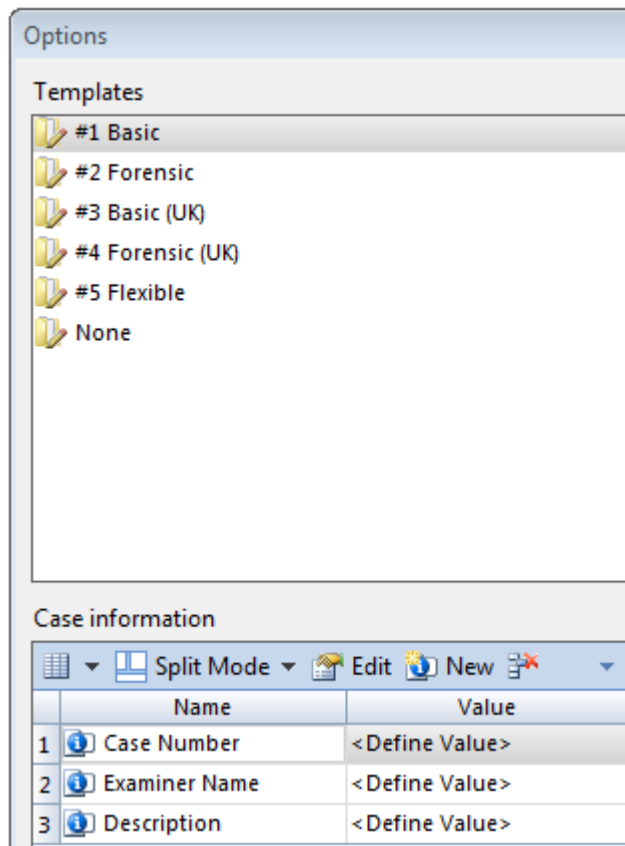 Options
Templates
#1 Basic
#2 Forensic
#3 Basic (UK)
#4 Forensic (UK)
#5 Flexible
None
Case information
Split Mode Edit New
Name Value
1 Case Number <Define Value>
2 Examiner Name <Define Value>
3 Description <Define Value>